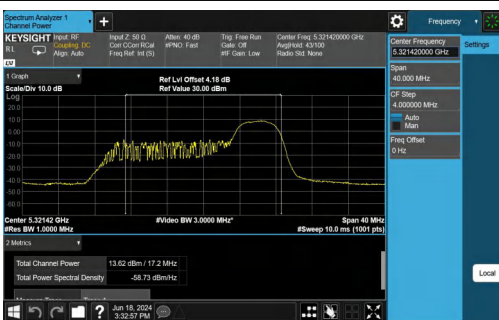 Spectrum Analyzer 1
Channel Power
Frequency
KEYSIGHT
Input: RF
Input Z: 50 Ω
Atten: 40 dB
Trig: Free Run
Center Freq: 5.321420000 GHz
RL
Coupling: DC
Corr CCorr RCal
#PNO: Fast
Gate: Off
Avg|Hold: 43/100
Align: Auto
Freq Ref: Int (S)
#IF Gain: Low
Radio Std: None
Center Frequency
5.321420000 GHz
Settings
Span
40.000 MHz
CF Step
4.000000 MHz
Auto
Man
Freq Offset
0 Hz
Local
1 Graph
Ref Lvl Offset 4.18 dB
Scale/Div 10.0 dB
Ref Value 30.00 dBm
Log
20.0
10.0
0.00
-10.0
-20.0
-30.0
-40.0
-50.0
-60.0
Center 5.32142 GHz
#Video BW 3.0000 MHz*
Span 40 MHz
#Res BW 1.0000 MHz
#Sweep 10.0 ms (1001 pts)
2 Metrics
Total Channel Power
13.62 dBm / 17.2 MHz
Total Power Spectral Density
-58.73 dBm/Hz
?
Jun 18, 2024
3:32:57 PM